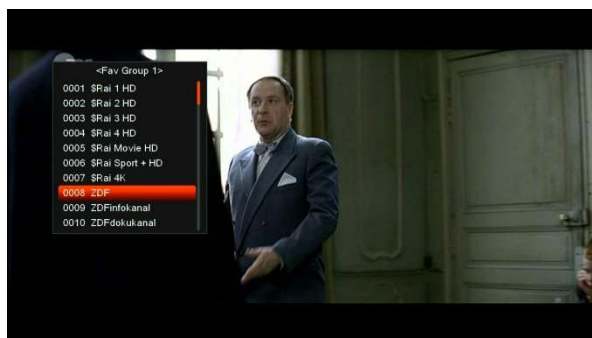 <Fav Group 1>
0001 $Rai 1 HD
0002 $Rai 2 HD
0003 $Rai 3 HD
0004 $Rai 4 HD
0005 $Rai Movie HD
0006 $Rai Sport + HD
0007 $Rai 4K
0008 ZDF
0009 ZDFinfokanal
0010 ZDFdokukanal